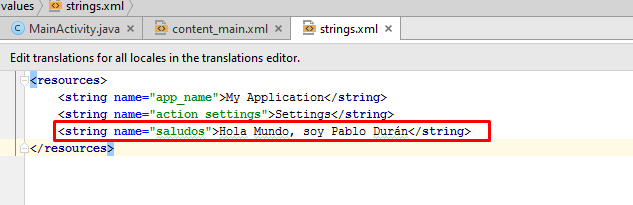 values strings.xml
MainActivity.java content_main.xml strings.xml
Edit translations for all locales in the translations editor.
<resources>
<string name="app_name">My Application</string>
<string name="action_settings">Settings</string>
<string name="saludos">Hola Mundo, soy Pablo Durán</string>
</resources>